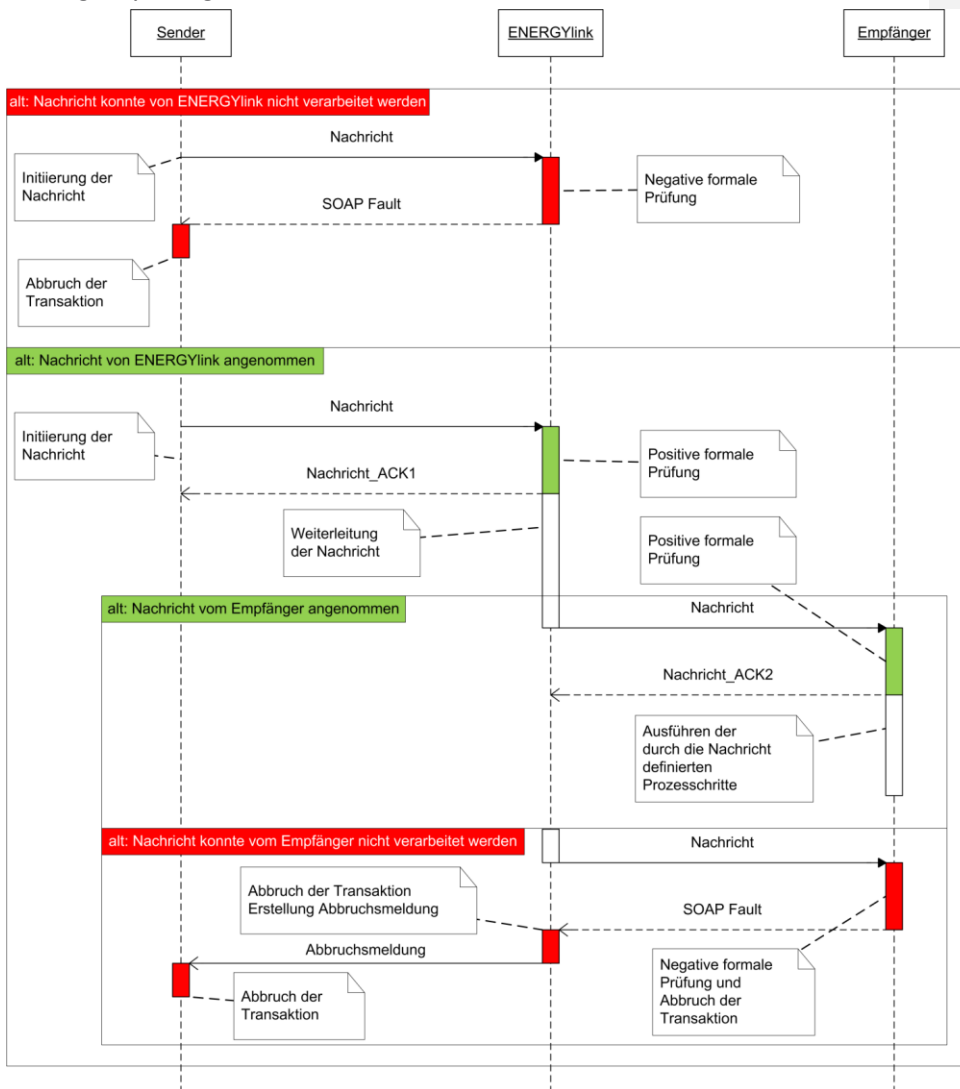 Sender
ENERGYlink
Empfänger
alt: Nachricht konnte von ENERGYlink nicht verarbeitet werden
Nachricht
Initiierung der
Nachricht
Negative formale
Prüfung
SOAP Fault
Abbruch der
Transaktion
alt: Nachricht von ENERGYlink angenommen
Nachricht
Initiierung der
Nachricht
Positive formale
Prüfung
Nachricht_ACK1
Weiterleitung
der Nachricht
Positive formale
Prüfung
alt: Nachricht vom Empfänger angenommen
Nachricht
Nachricht_ACK2
Ausführen der
durch die Nachricht
definierten
Prozesschritte
alt: Nachricht konnte vom Empfänger nicht verarbeitet werden
Nachricht
Abbruch der Transaktion
Erstellung Abbruchsmeldung
SOAP Fault
Abbruchsmeldung
Negative formale
Prüfung und
Abbruch der
Transaktion
Abbruch der
Transaktion